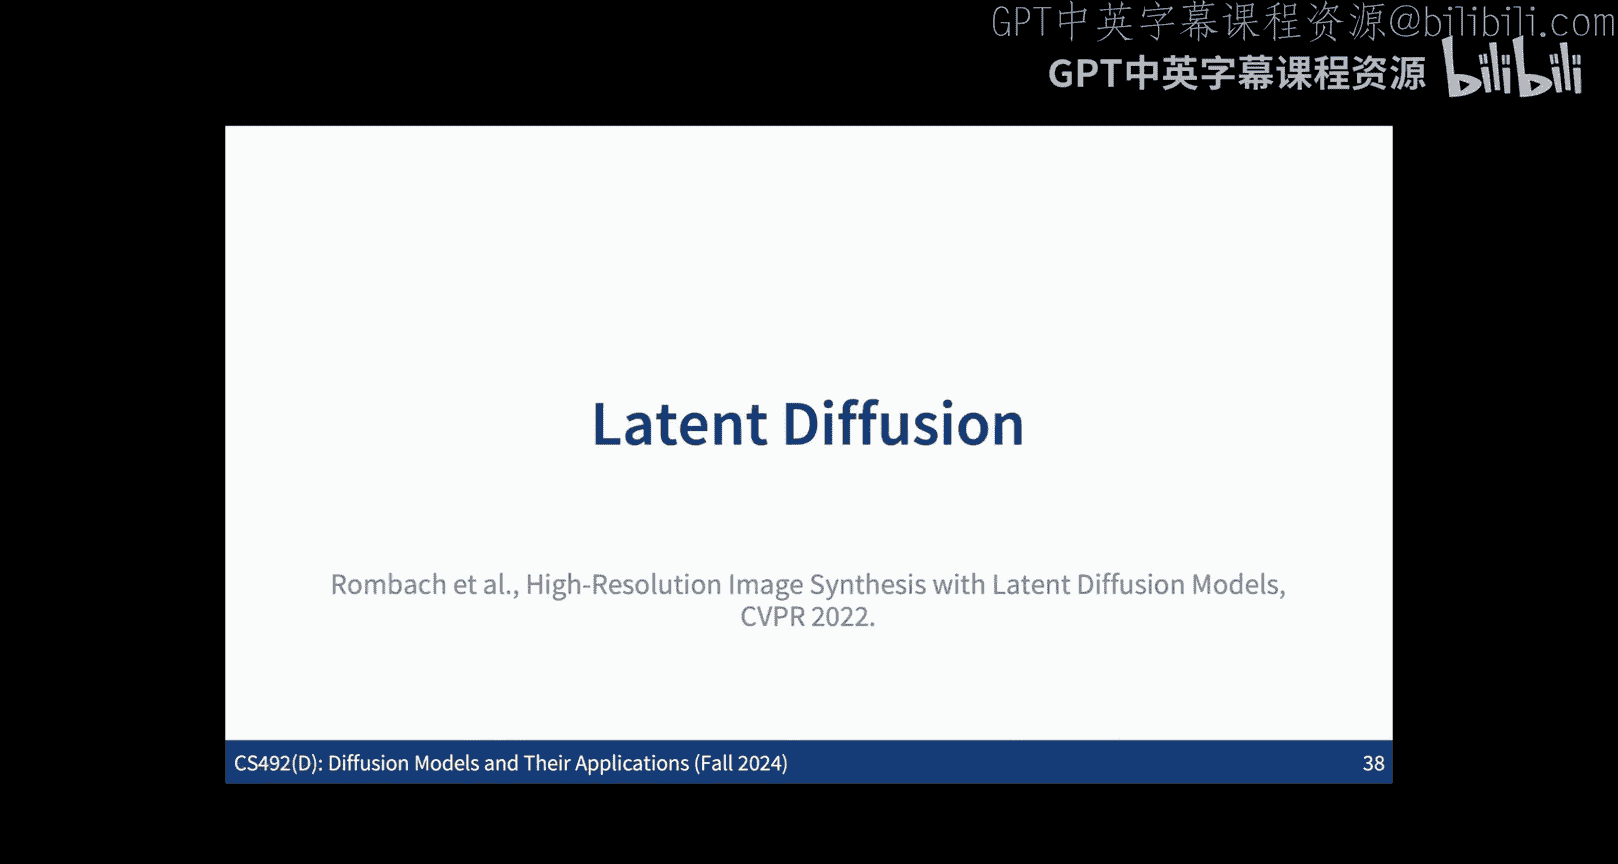 GPT中英字幕课程资源@bilibili.com
GPT中英字幕课程资源 bilibili
Latent Diffusion
Rombach et al., High-Resolution Image Synthesis with Latent Diffusion Models,
CVPR 2022.
CS492(D): Diffusion Models and Their Applications (Fall 2024)
38